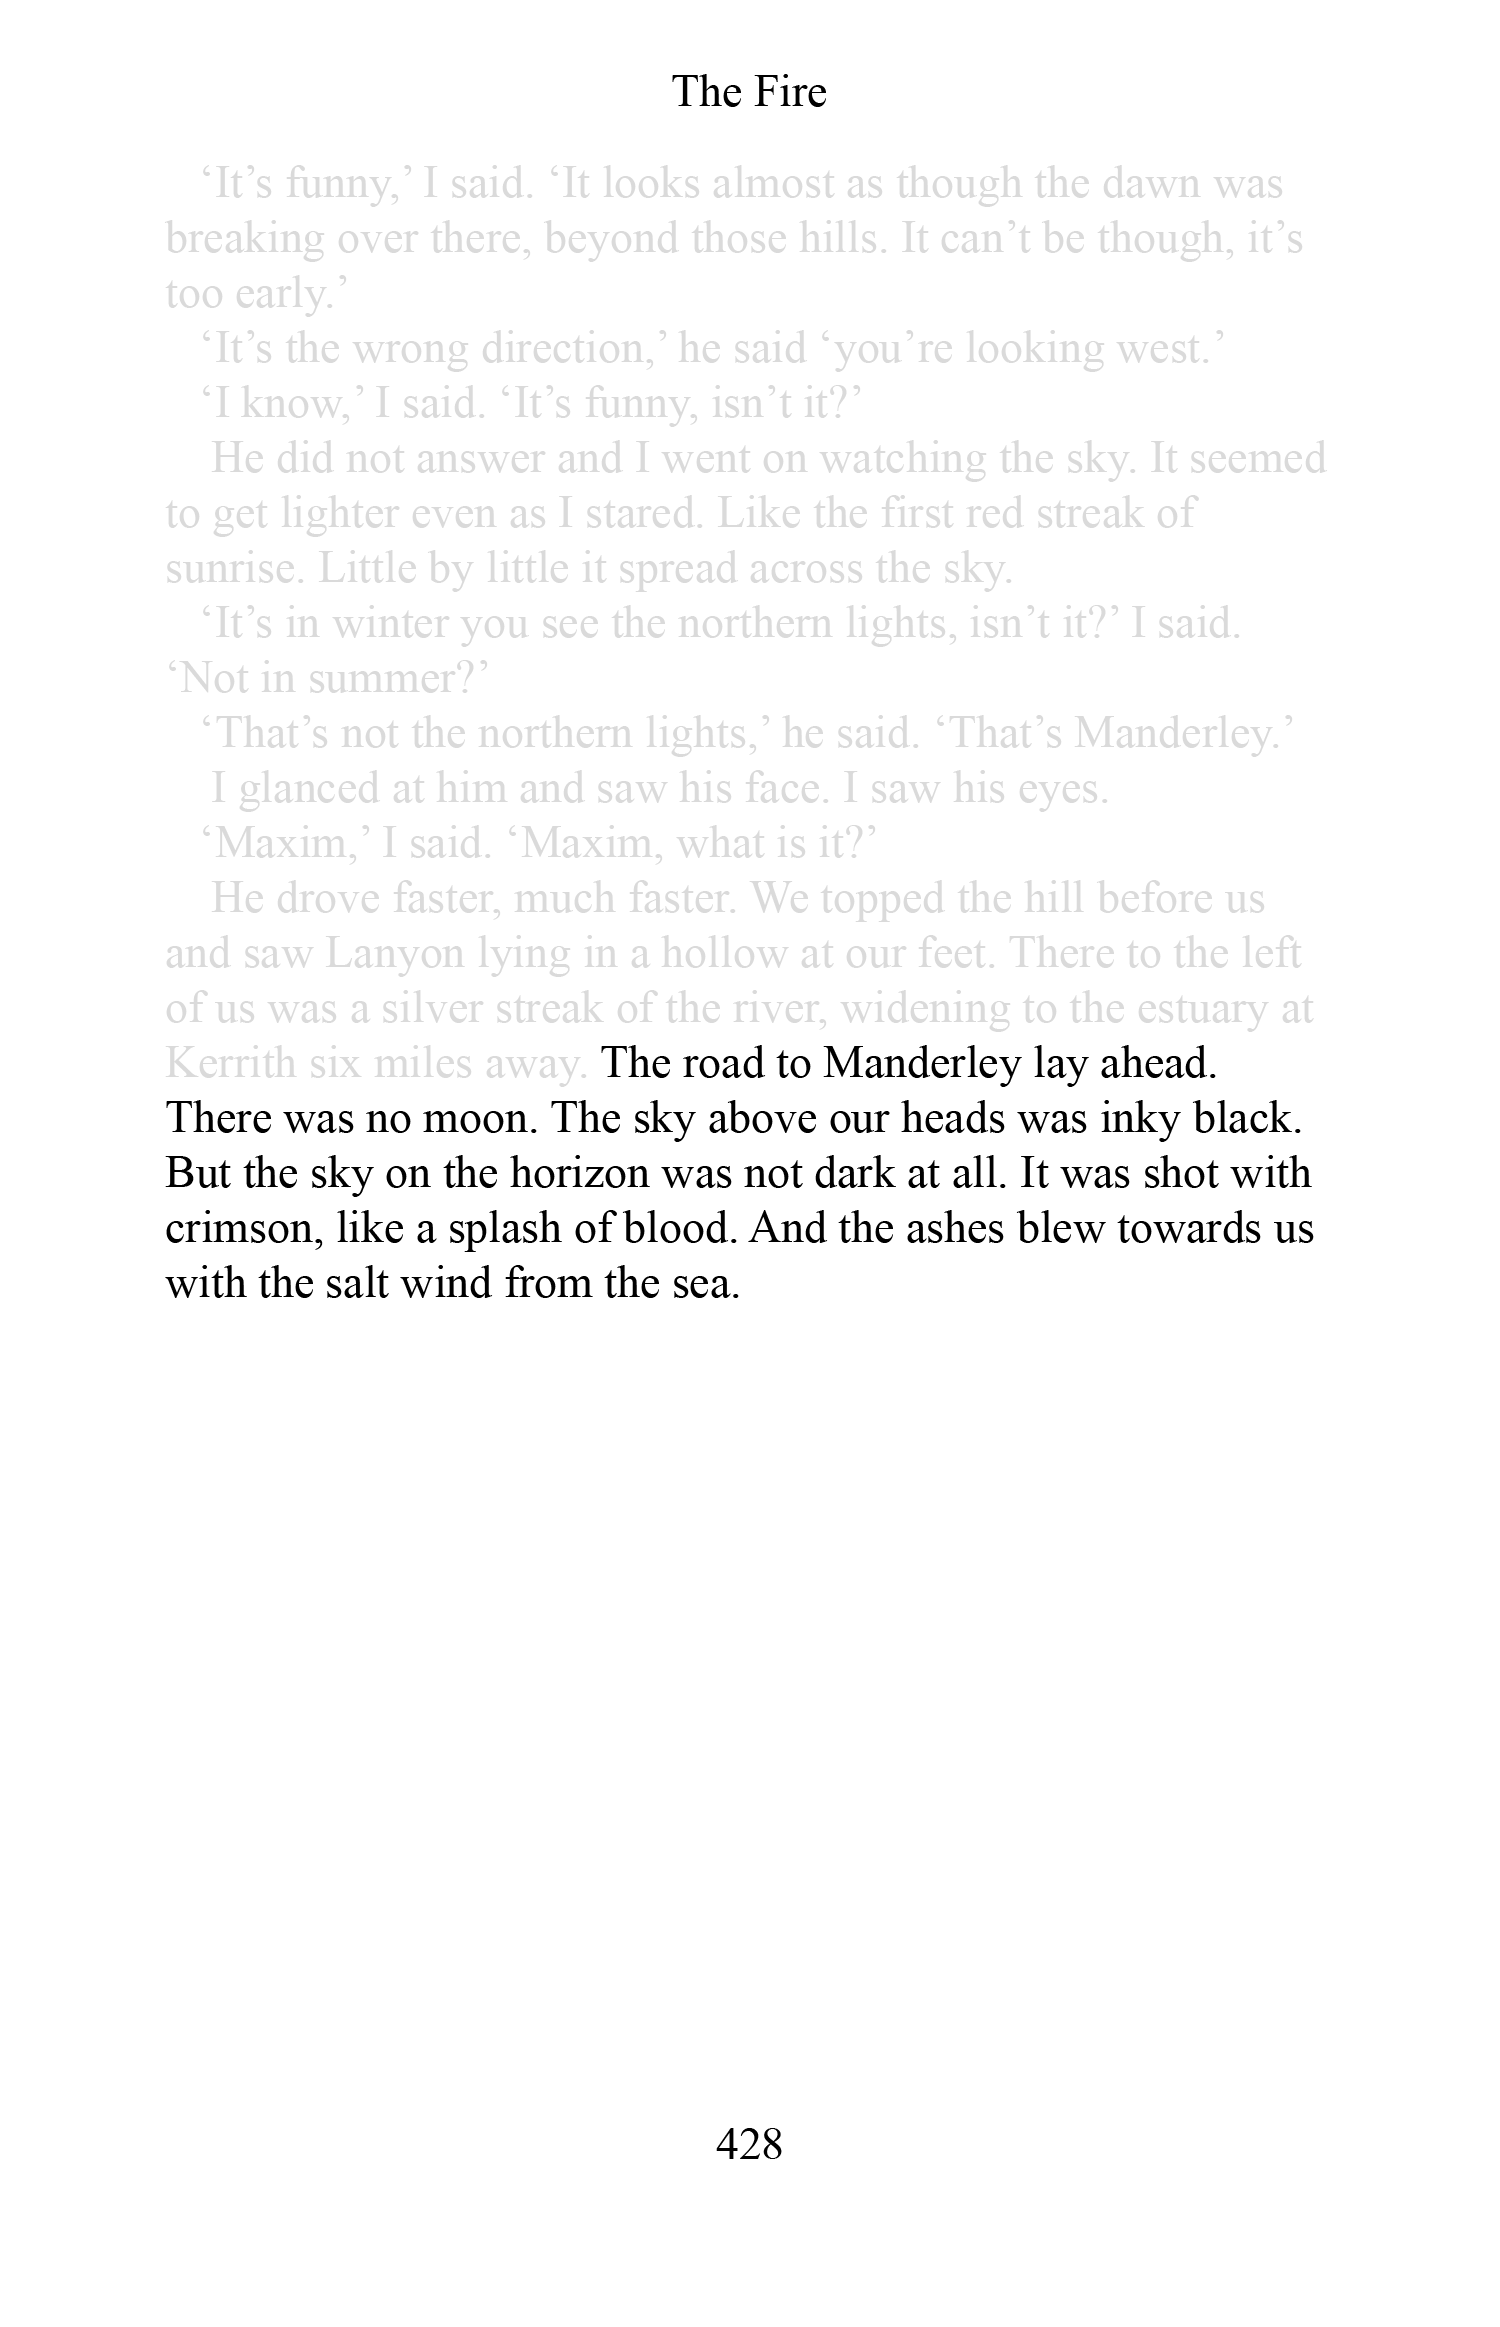 The Fire
‘It’s funny,’ I said. ‘It looks almost as though the dawn was
breaking over there, beyond those hills. It can’t be though, it’s
too early.’
‘It’s the wrong direction,’ he said ‘you’re looking west.’
‘I know,’ I said. ‘It’s funny, isn’t it?’
He did not answer and I went on watching the sky. It seemed
to get lighter even as I stared. Like the first red streak of
sunrise. Little by little it spread across the sky.
‘It’s in winter you see the northern lights, isn’t it?’ I said.
‘Not in summer?’
‘That’s not the northern lights,’ he said. ‘That’s Manderley.’
I glanced at him and saw his face. I saw his eyes.
‘Maxim,’ I said. ‘Maxim, what is it?’
He drove faster, much faster. We topped the hill before us
and saw Lanyon lying in a hollow at our feet. There to the left
of us was a silver streak of the river, widening to the estuary at
Kerrith six miles away. The road to Manderley lay ahead.
There was no moon. The sky above our heads was inky black.
But the sky on the horizon was not dark at all. It was shot with
crimson, like a splash of blood. And the ashes blew towards us
with the salt wind from the sea.
428